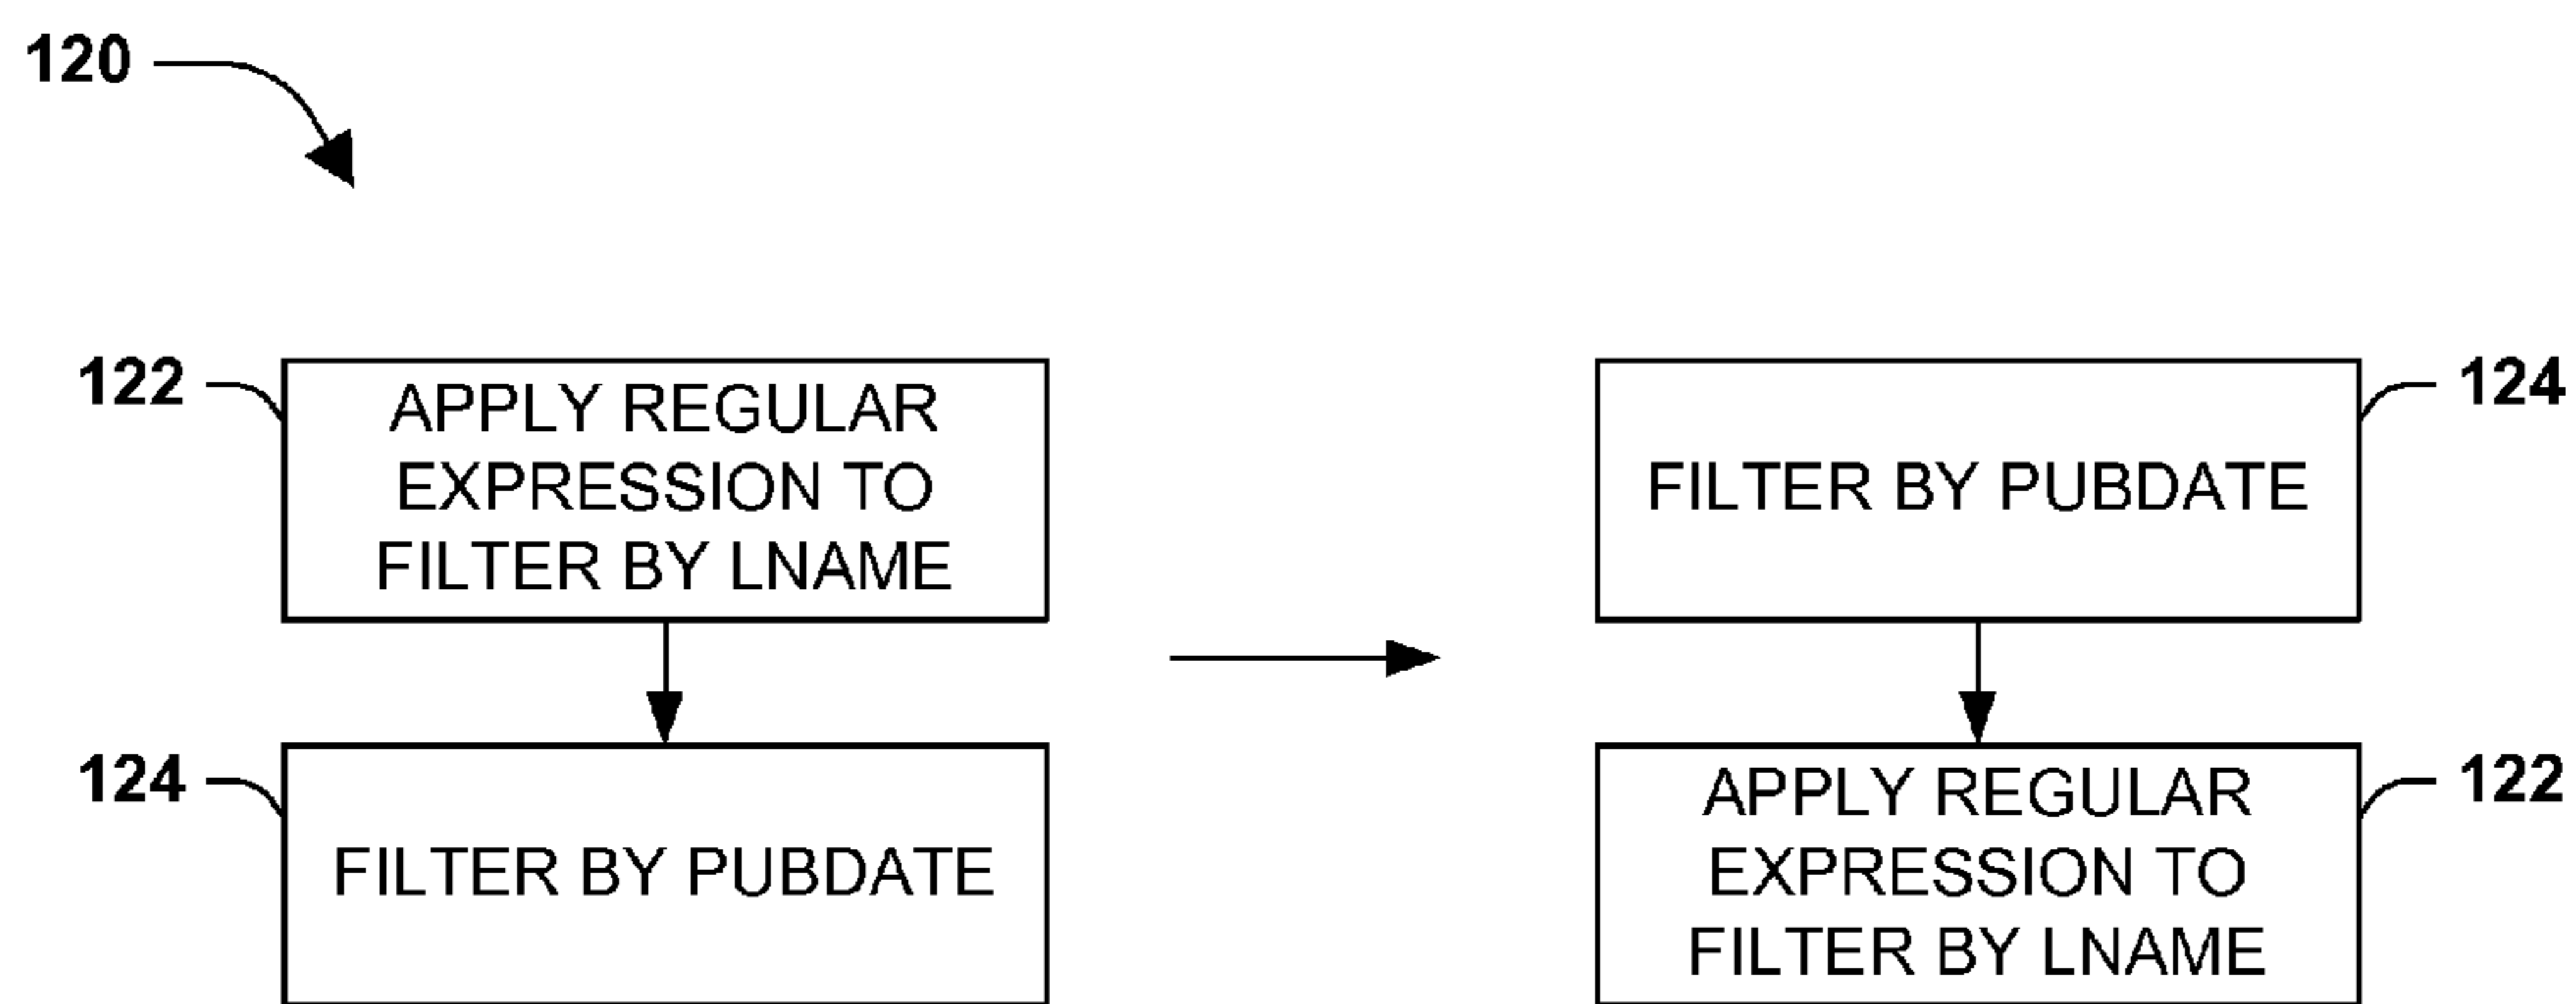 120
122
APPLY REGULAR
EXPRESSION TO
FILTER BY LNAME
124
FILTER BY PUBDATE
124
FILTER BY PUBDATE
122
APPLY REGULAR
EXPRESSION TO
FILTER BY LNAME